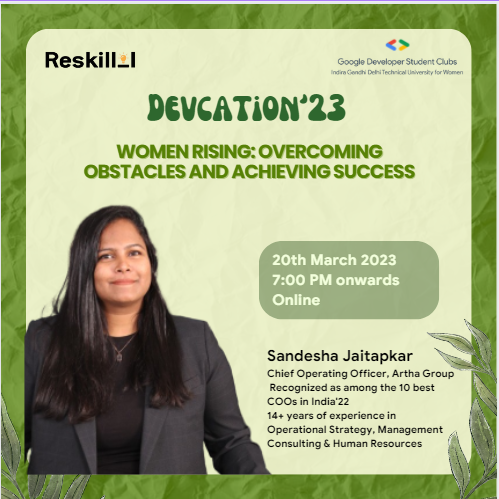 Reskilll
Google Developer Student Clubs
Indira Gandhi Delhi Technical University for Women
DEVCATION'23
WOMEN RISING: OVERCOMING
OBSTACLES AND ACHIEVING SUCCESS
20th March 2023
7:00 PM onwards
Online
Sandesha Jaitapkar
Chief Operating Officer, Artha Group
Recognized as among the 10 best
COOs in India'22
14+ years of experience in
Operational Strategy, Management
Consulting & Human Resources